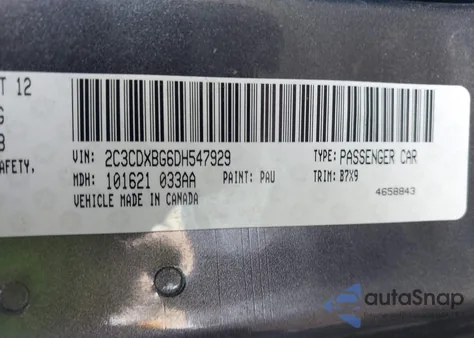 T 12
G
B
AFETY,
VIN: 2C3CDXBG6DH547929
TYPE: PASSENGER CAR
MDH: 101621 033AA
PAINT: PAU
TRIM: B7X9
VEHICLE MADE IN CANADA
4658843
autoSnap